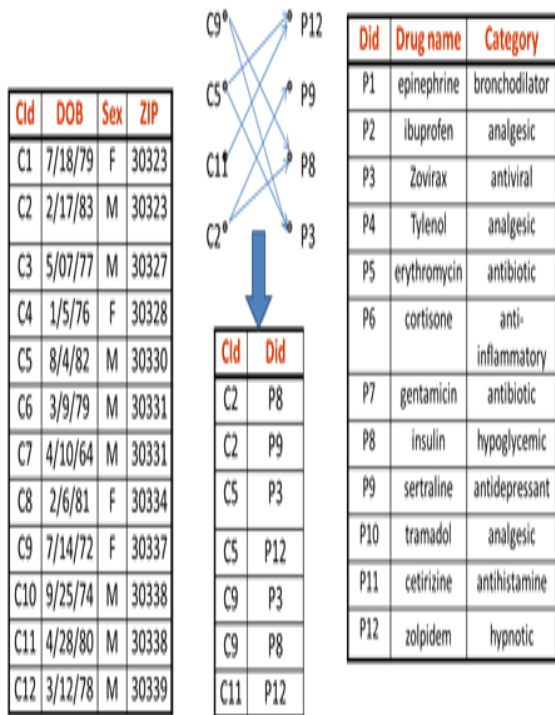 CId DOB Sex ZIP
C1 7/18/79 F 30323
C2 2/17/83 M 30323
C3 5/07/77 M 30327
C4 1/5/76 F 30328
C5 8/4/82 M 30330
C6 3/9/79 M 30331
C7 4/10/64 M 30331
C8 2/6/81 F 30334
C9 7/14/72 F 30337
C10 9/25/74 M 30338
C11 4/28/80 M 30338
C12 3/12/78 M 30339
C9 P12
C5 P9
C11 P8
C2 P3
CId Did
C2 P8
C2 P9
C5 P3
C5 P12
C9 P3
C9 P8
C11 P12
Did Drug name Category
P1 epinephrine bronchodilator
P2 ibuprofen analgesic
P3 Zovirax antiviral
P4 Tylenol analgesic
P5 erythromycin antibiotic
P6 cortisone anti-
inflammatory
P7 gentamicin antibiotic
P8 insulin hypoglycemic
P9 sertraline antidepressant
P10 tramadol analgesic
P11 cetirizine antihistamine
P12 zolpidem hypnotic